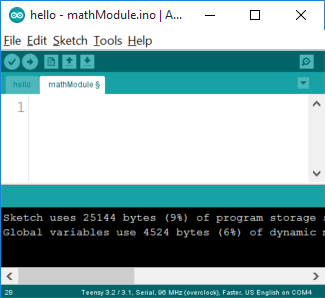 hello - mathModule.ino | A...
File Edit Sketch Tools Help
hello mathModule §
1
Sketch uses 25144 bytes (9%) of program storage s
Global variables use 4524 bytes (6%) of dynamic m
28 Teensy 3.2 / 3.1, Serial, 96 MHz (overclock), Faster, US English on COM4